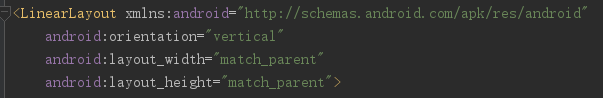 <LinearLayout xmlns:android="http://schemas.android.com/apk/res/android"
android:orientation="vertical"
android:layout_width="match_parent"
android:layout_height="match_parent">